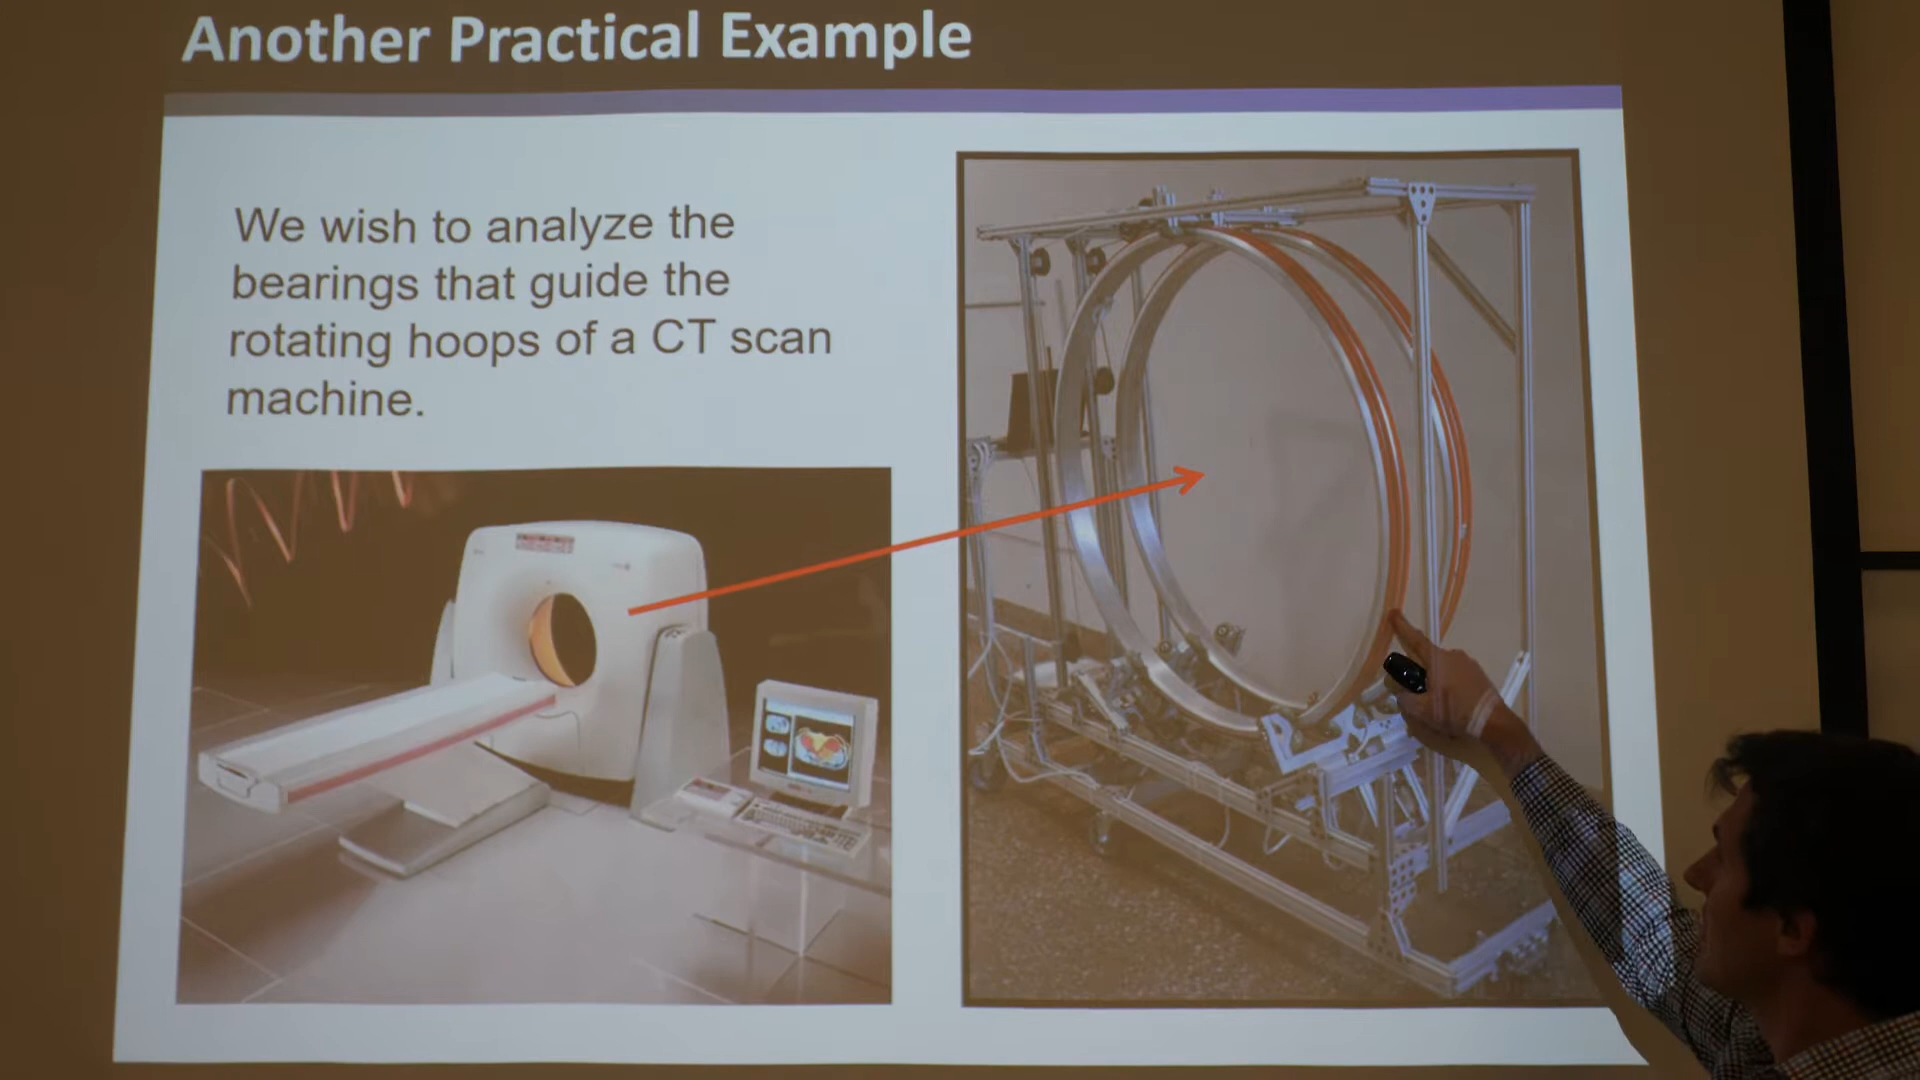 Another Practical Example
We wish to analyze the
bearings that guide the
rotating hoops of a CT scan
machine.